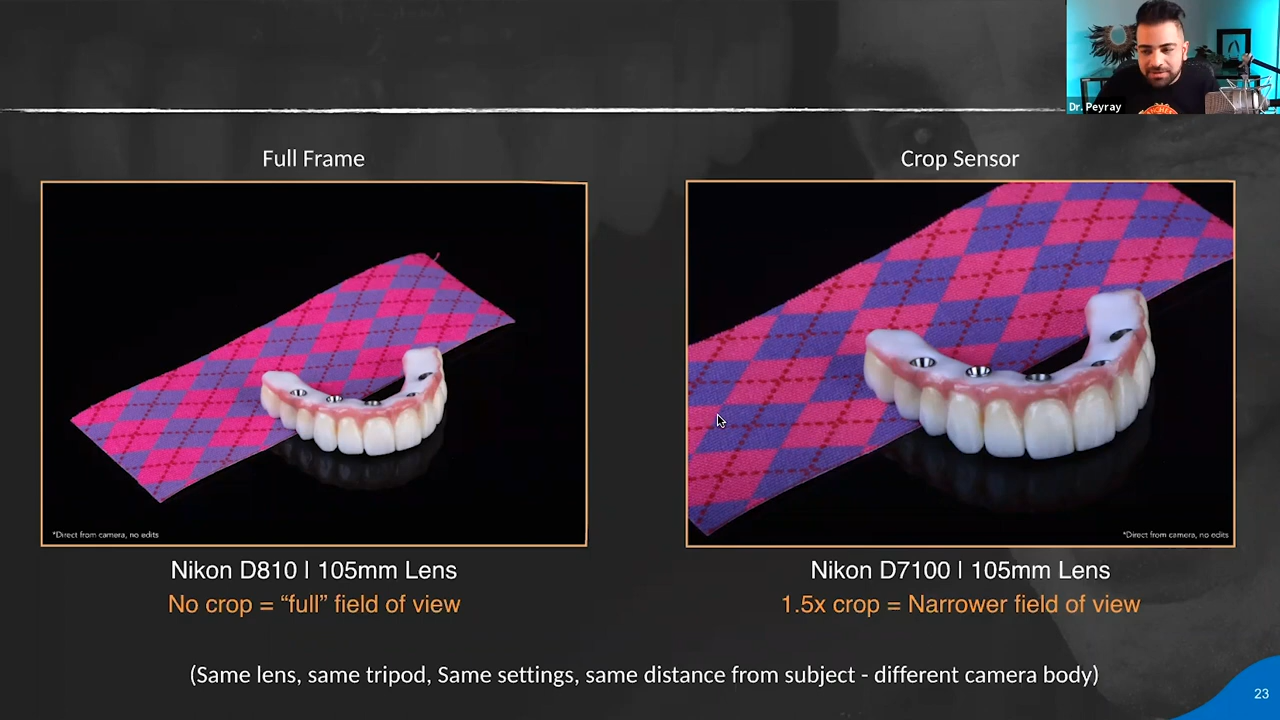 Dr. Peyray
Full Frame
Crop Sensor
*Direct from camera, no edits
*Direct from camera, no edits
Nikon D810 | 105mm Lens
Nikon D7100 | 105mm Lens
No crop = “full” field of view
1.5x crop = Narrower field of view
(Same lens, same tripod, Same settings, same distance from subject - different camera body)
23